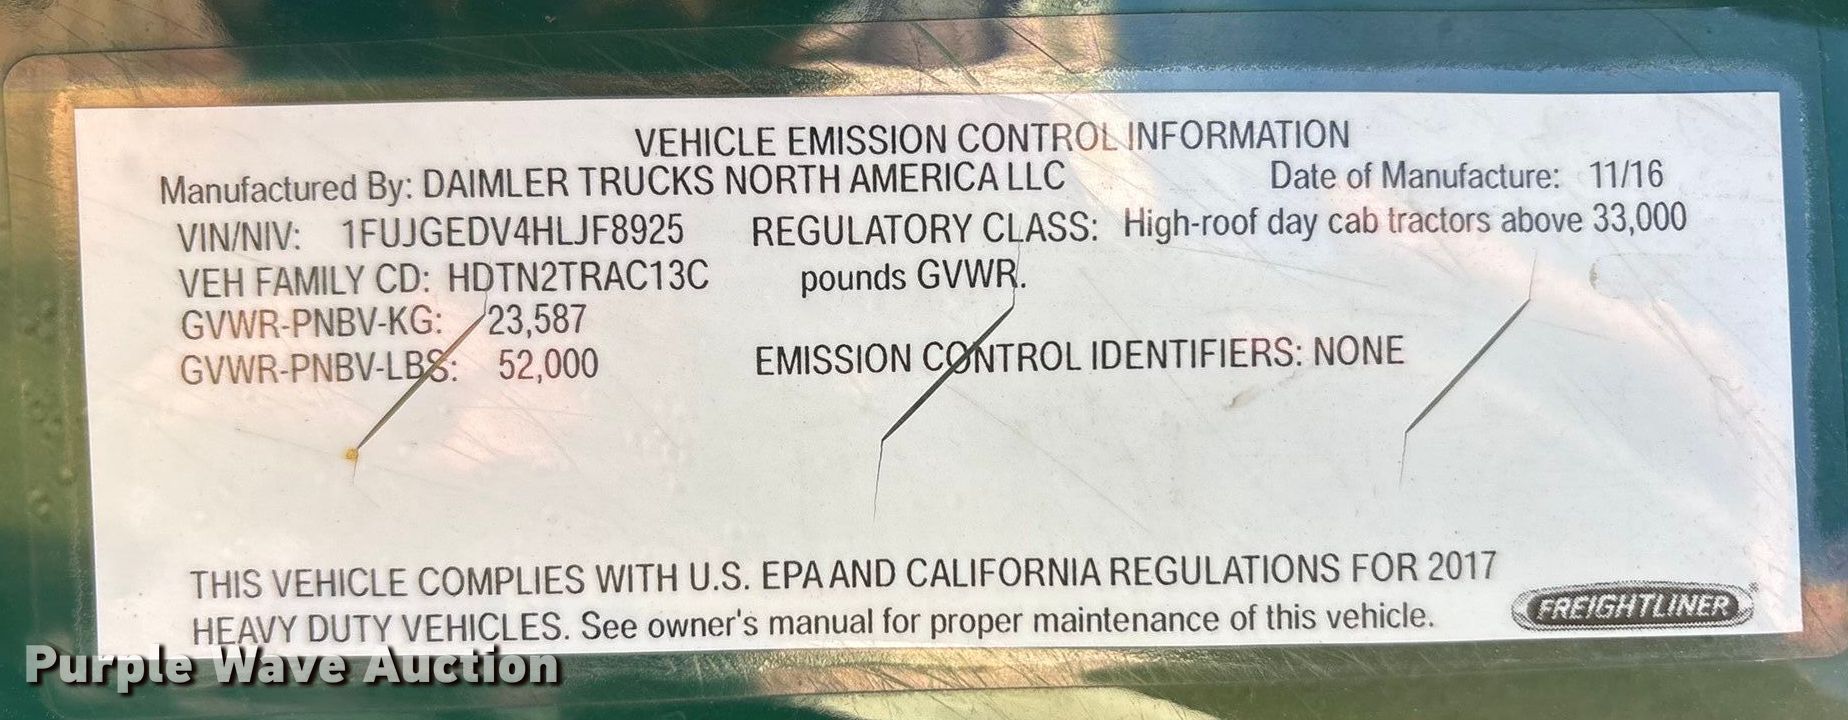 VEHICLE EMISSION CONTROL INFORMATION
Manufactured By: DAIMLER TRUCKS NORTH AMERICA LLC Date of Manufacture: 11/16
VIN/NIV: 1FUJGEDV4HLJF8925 REGULATORY CLASS: High-roof day cab tractors above 33,000
VEH FAMILY CD: HDTN2TRAC13C pounds GVWR.
GVWR-PNBV-KG: 23,587
GVWR-PNBV-LBS: 52,000 EMISSION CONTROL IDENTIFIERS: NONE
THIS VEHICLE COMPLIES WITH U.S. EPA AND CALIFORNIA REGULATIONS FOR 2017
HEAVY DUTY VEHICLES. See owner's manual for proper maintenance of this vehicle.
FREIGHTLINER
Purple Wave Auction